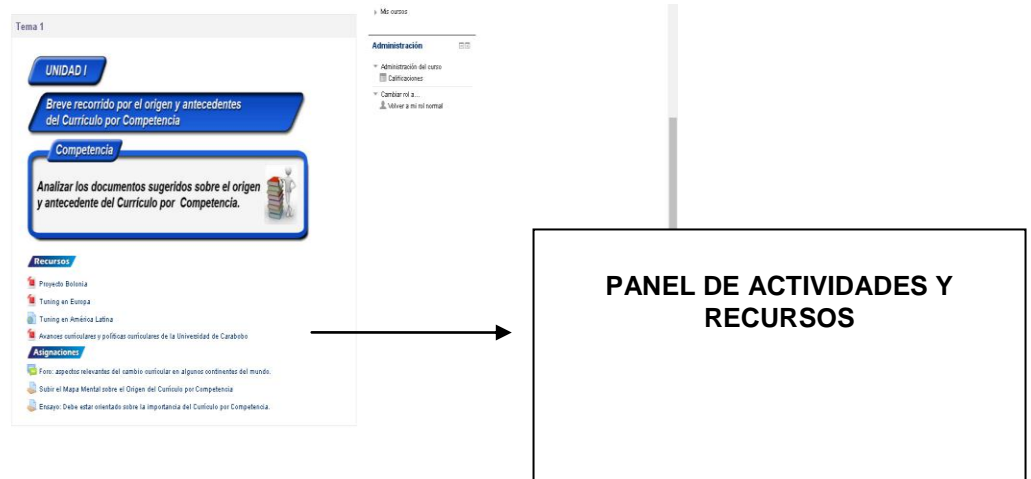 Tema 1
UNIDAD I
Breve recorrido por el origen y antecedentes
del Currículo por Competencia
Competencia
Analizar los documentos sugeridos sobre el origen
y antecedente del Currículo por Competencia.
Recursos
Proyecto Bolonia
Tuning en Europa
Tuning en América Latina
Avances curriculares y políticas curriculares de la Universidad de Carabobo
Asignaciones
Foro: aspectos relevantes del cambio curricular en algunos continentes del mundo.
Subir el Mapa Mental sobre el Origen del Currículo por Competencia
Ensayo: Debe estar orientado sobre la importancia del Currículo por Competencia.
Mis cursos
Administración
Administración del curso
Calificaciones
Cambiar rol a...
Volver a mi rol normal
PANEL DE ACTIVIDADES Y
RECURSOS